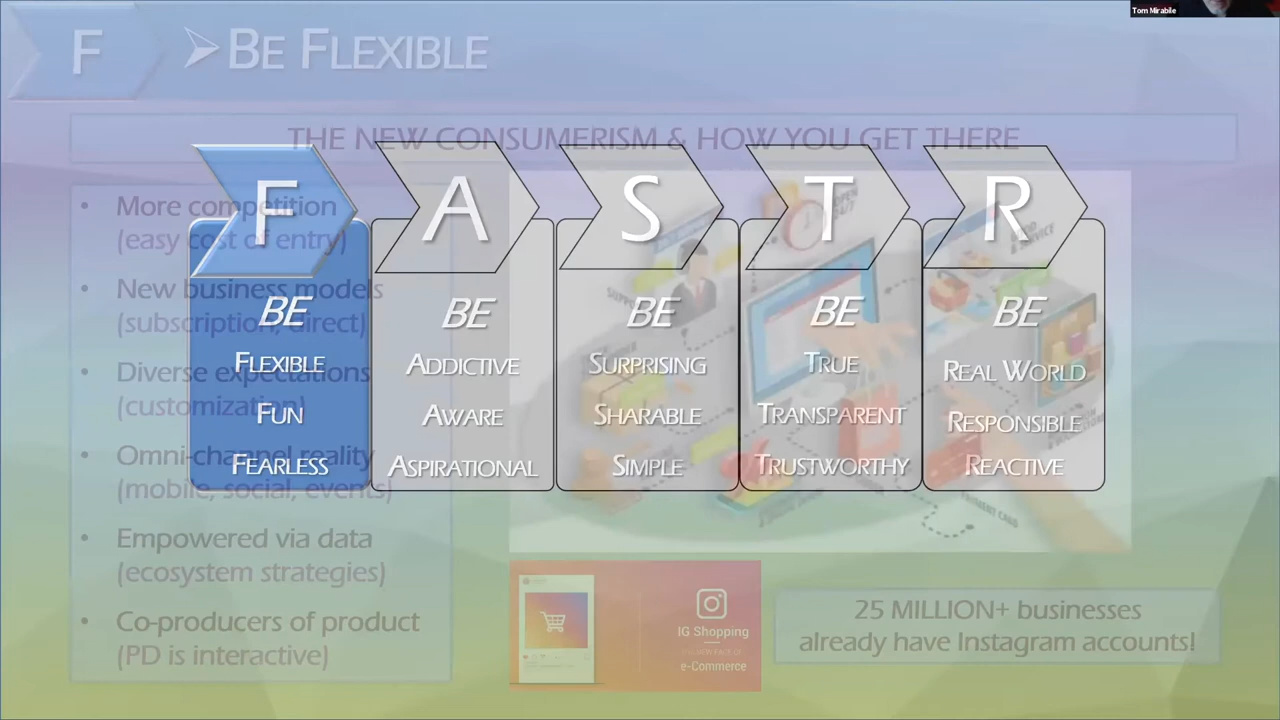 Tom Mirabile
F
BE FLEXIBLE
THE NEW CONSUMERISM & HOW YOU GET THERE
F
A
S
T
R
BE
FLEXIBLE
FUN
FEARLESS
BE
ADDICTIVE
AWARE
ASPIRATIONAL
BE
SURPRISING
SHARABLE
SIMPLE
BE
TRUE
TRANSPARENT
TRUSTWORTHY
BE
REAL WORLD
RESPONSIBLE
REACTIVE
• More competition
(easy cost of entry)
• New business models
(subscription, direct)
• Diverse expectations
(customization)
• Omni-channel reality
(mobile, social, events)
• Empowered via data
(ecosystem strategies)
• Co-producers of product
(PD is interactive)
PAYMENT CARD
IG Shopping
e-Commerce
25 MILLION+ businesses
already have Instagram accounts!